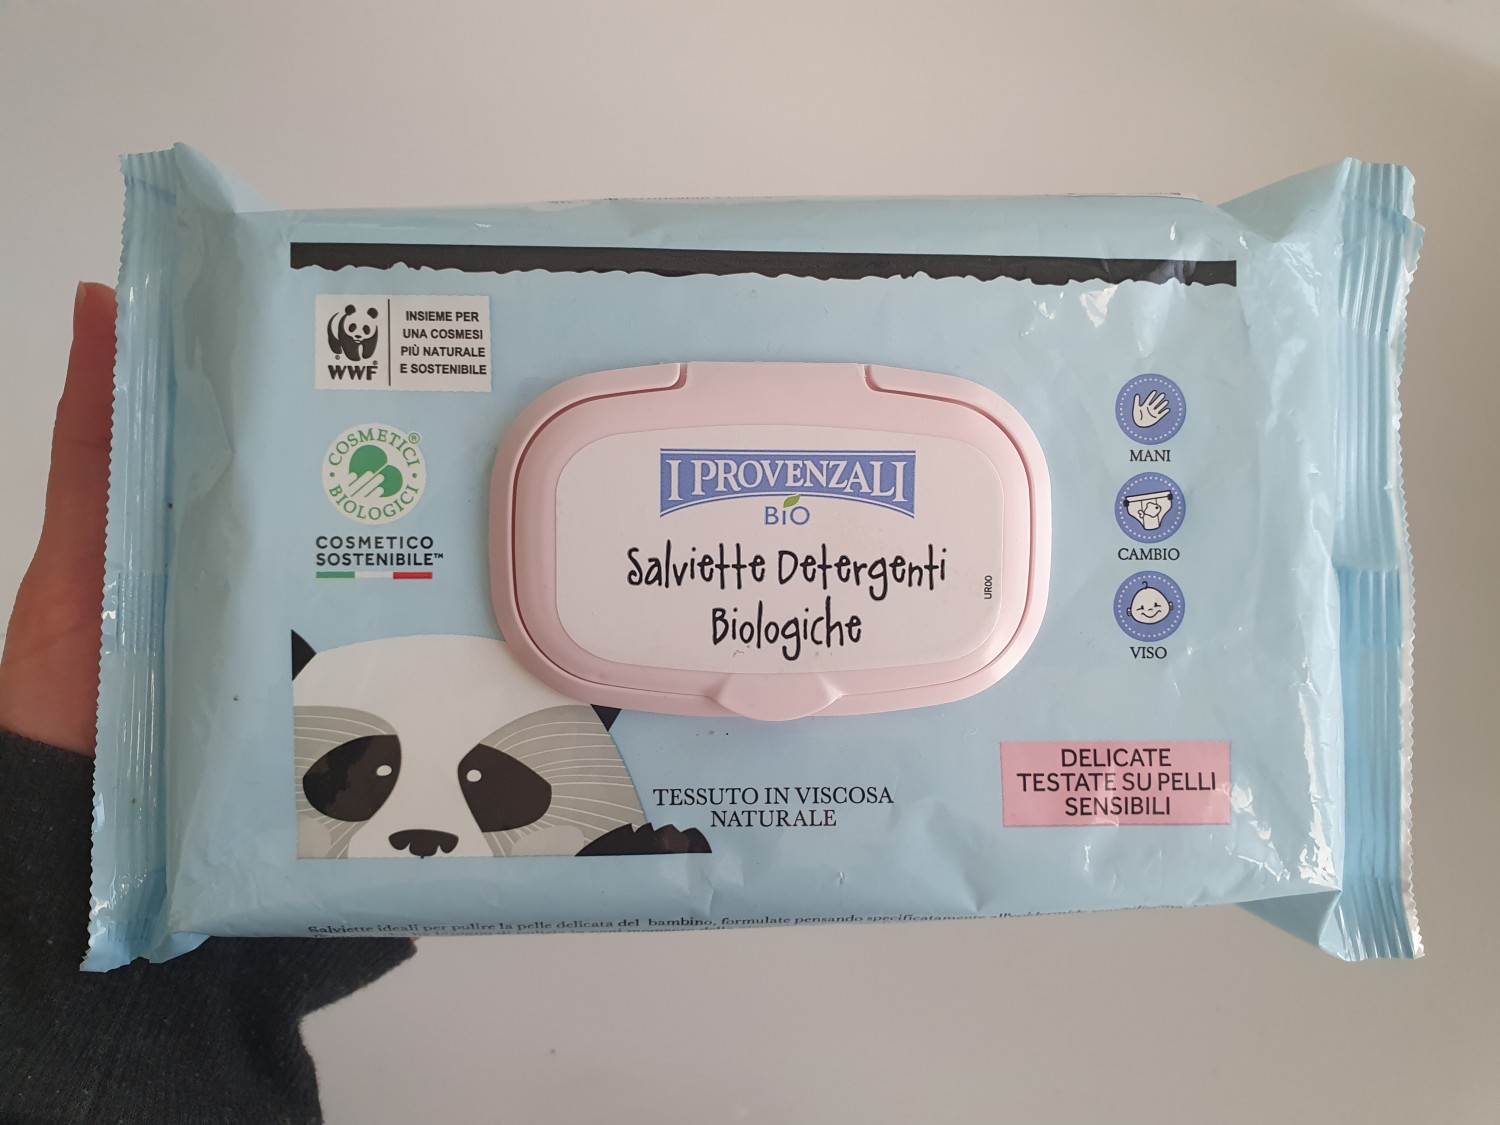 WWF®
INSIEME PER
UNA COSMESI
PIÙ NATURALE
E SOSTENIBILE
COSMETICI®
BIOLOGICI
COSMETICO
SOSTENIBILE™
I PROVENZALI
BIO
Salviette Detergenti
Biologiche
UR00
MANI
CAMBIO
VISO
TESSUTO IN VISCOSA
NATURALE
DELICATE
TESTATE SU PELLI
SENSIBILI
Salviette ideali per pulire la pelle delicata del bambino, formulate pensando specificatamente